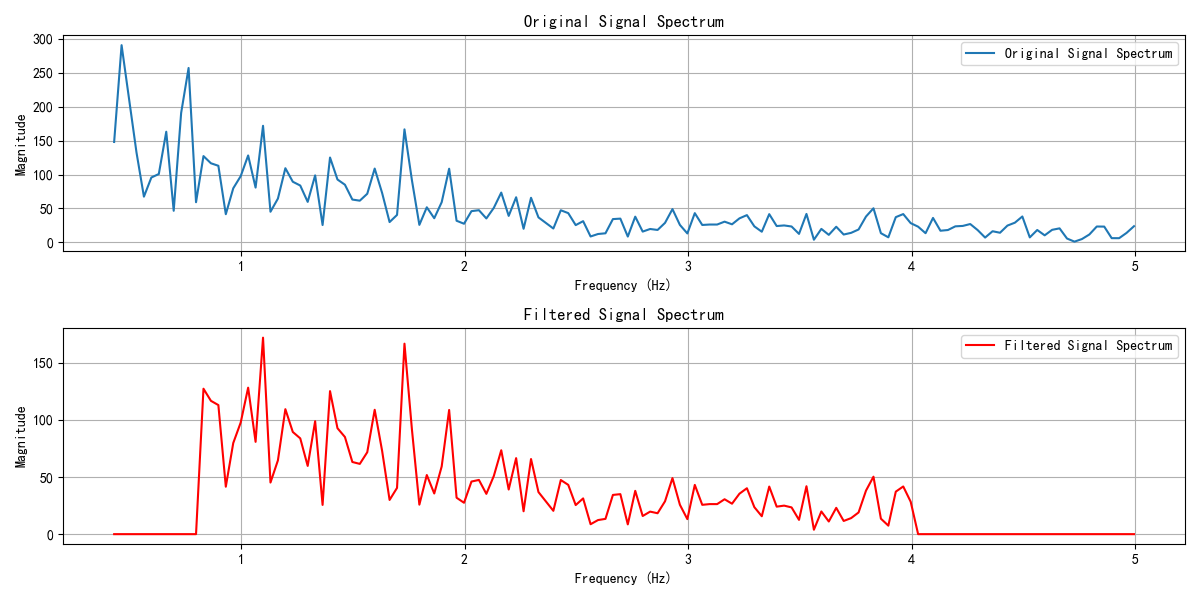 Original Signal Spectrum
300
250
200
150
100
50
0
Magnitude
Original Signal Spectrum
1 2 3 4 5
Frequency (Hz)
Filtered Signal Spectrum
150
100
50
0
Magnitude
Filtered Signal Spectrum
1 2 3 4 5
Frequency (Hz)